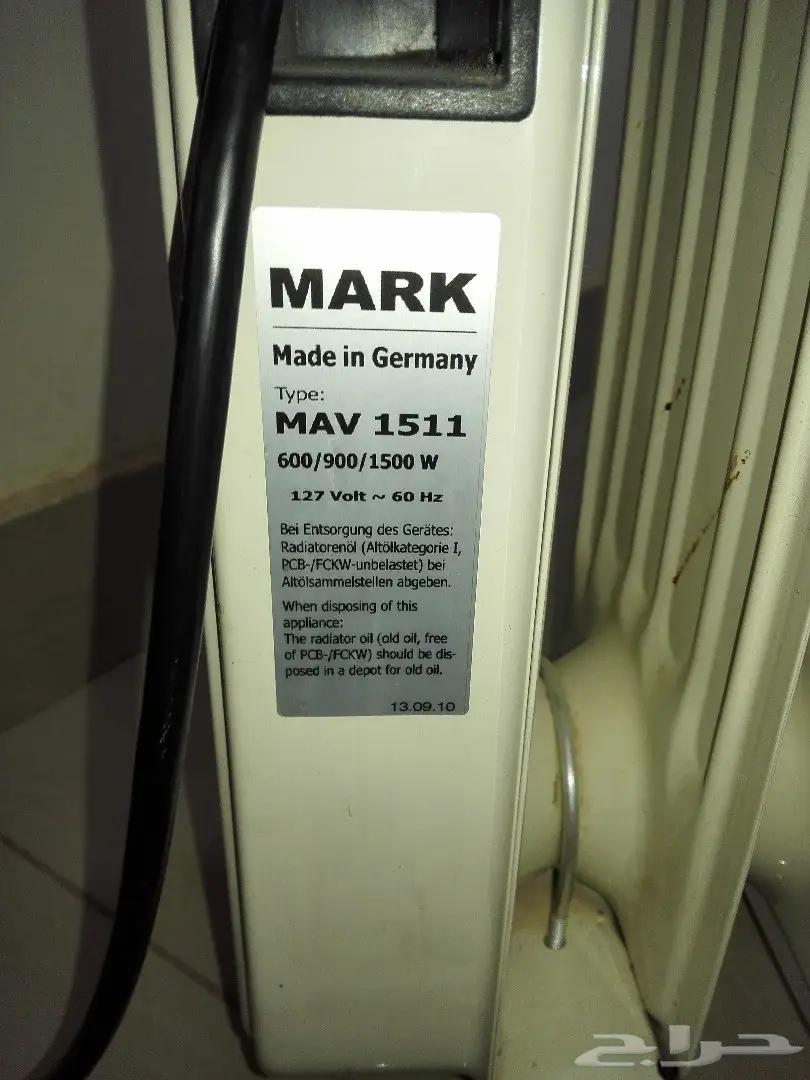 MARK
Made in Germany
Type:
MAV 1511
600/900/1500 W
127 Volt ~ 60 Hz
Bei Entsorgung des Gerätes:
Radiatorenöl (Altölkategorie I,
PCB-/FCKW-unbelastet) bei
Altölsammelstellen abgeben.
When disposing of this
appliance:
The radiator oil (old oil, free
of PCB-/FCKW) should be dis-
posed in a depot for old oil.
13.09.10
حراج